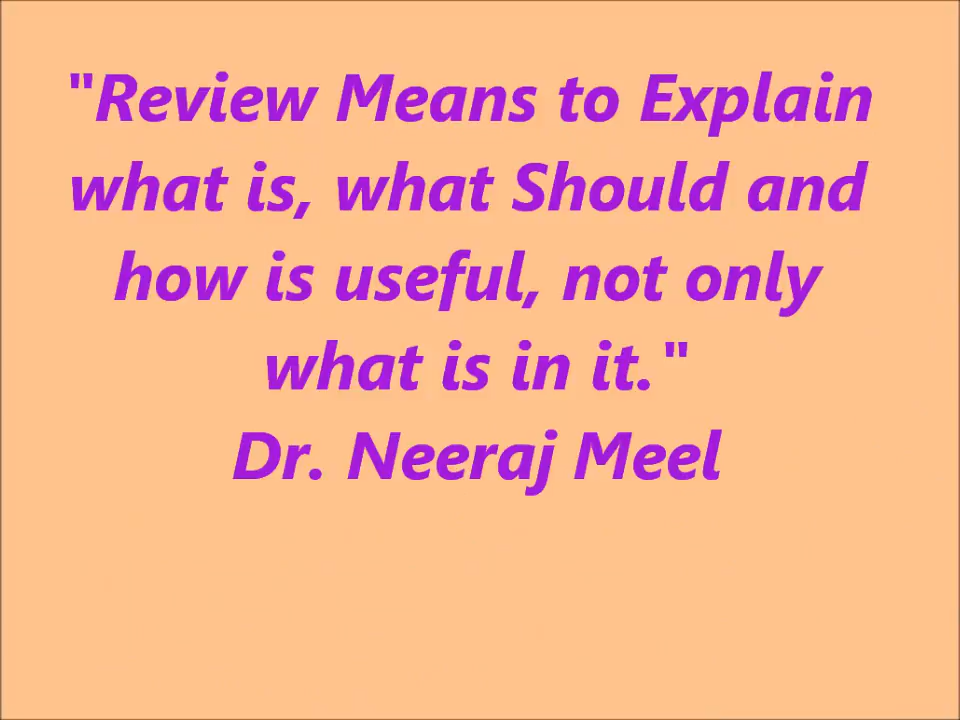 "Review Means to Explain
what is, what Should and
how is useful, not only
what is in it."
Dr. Neeraj Meel